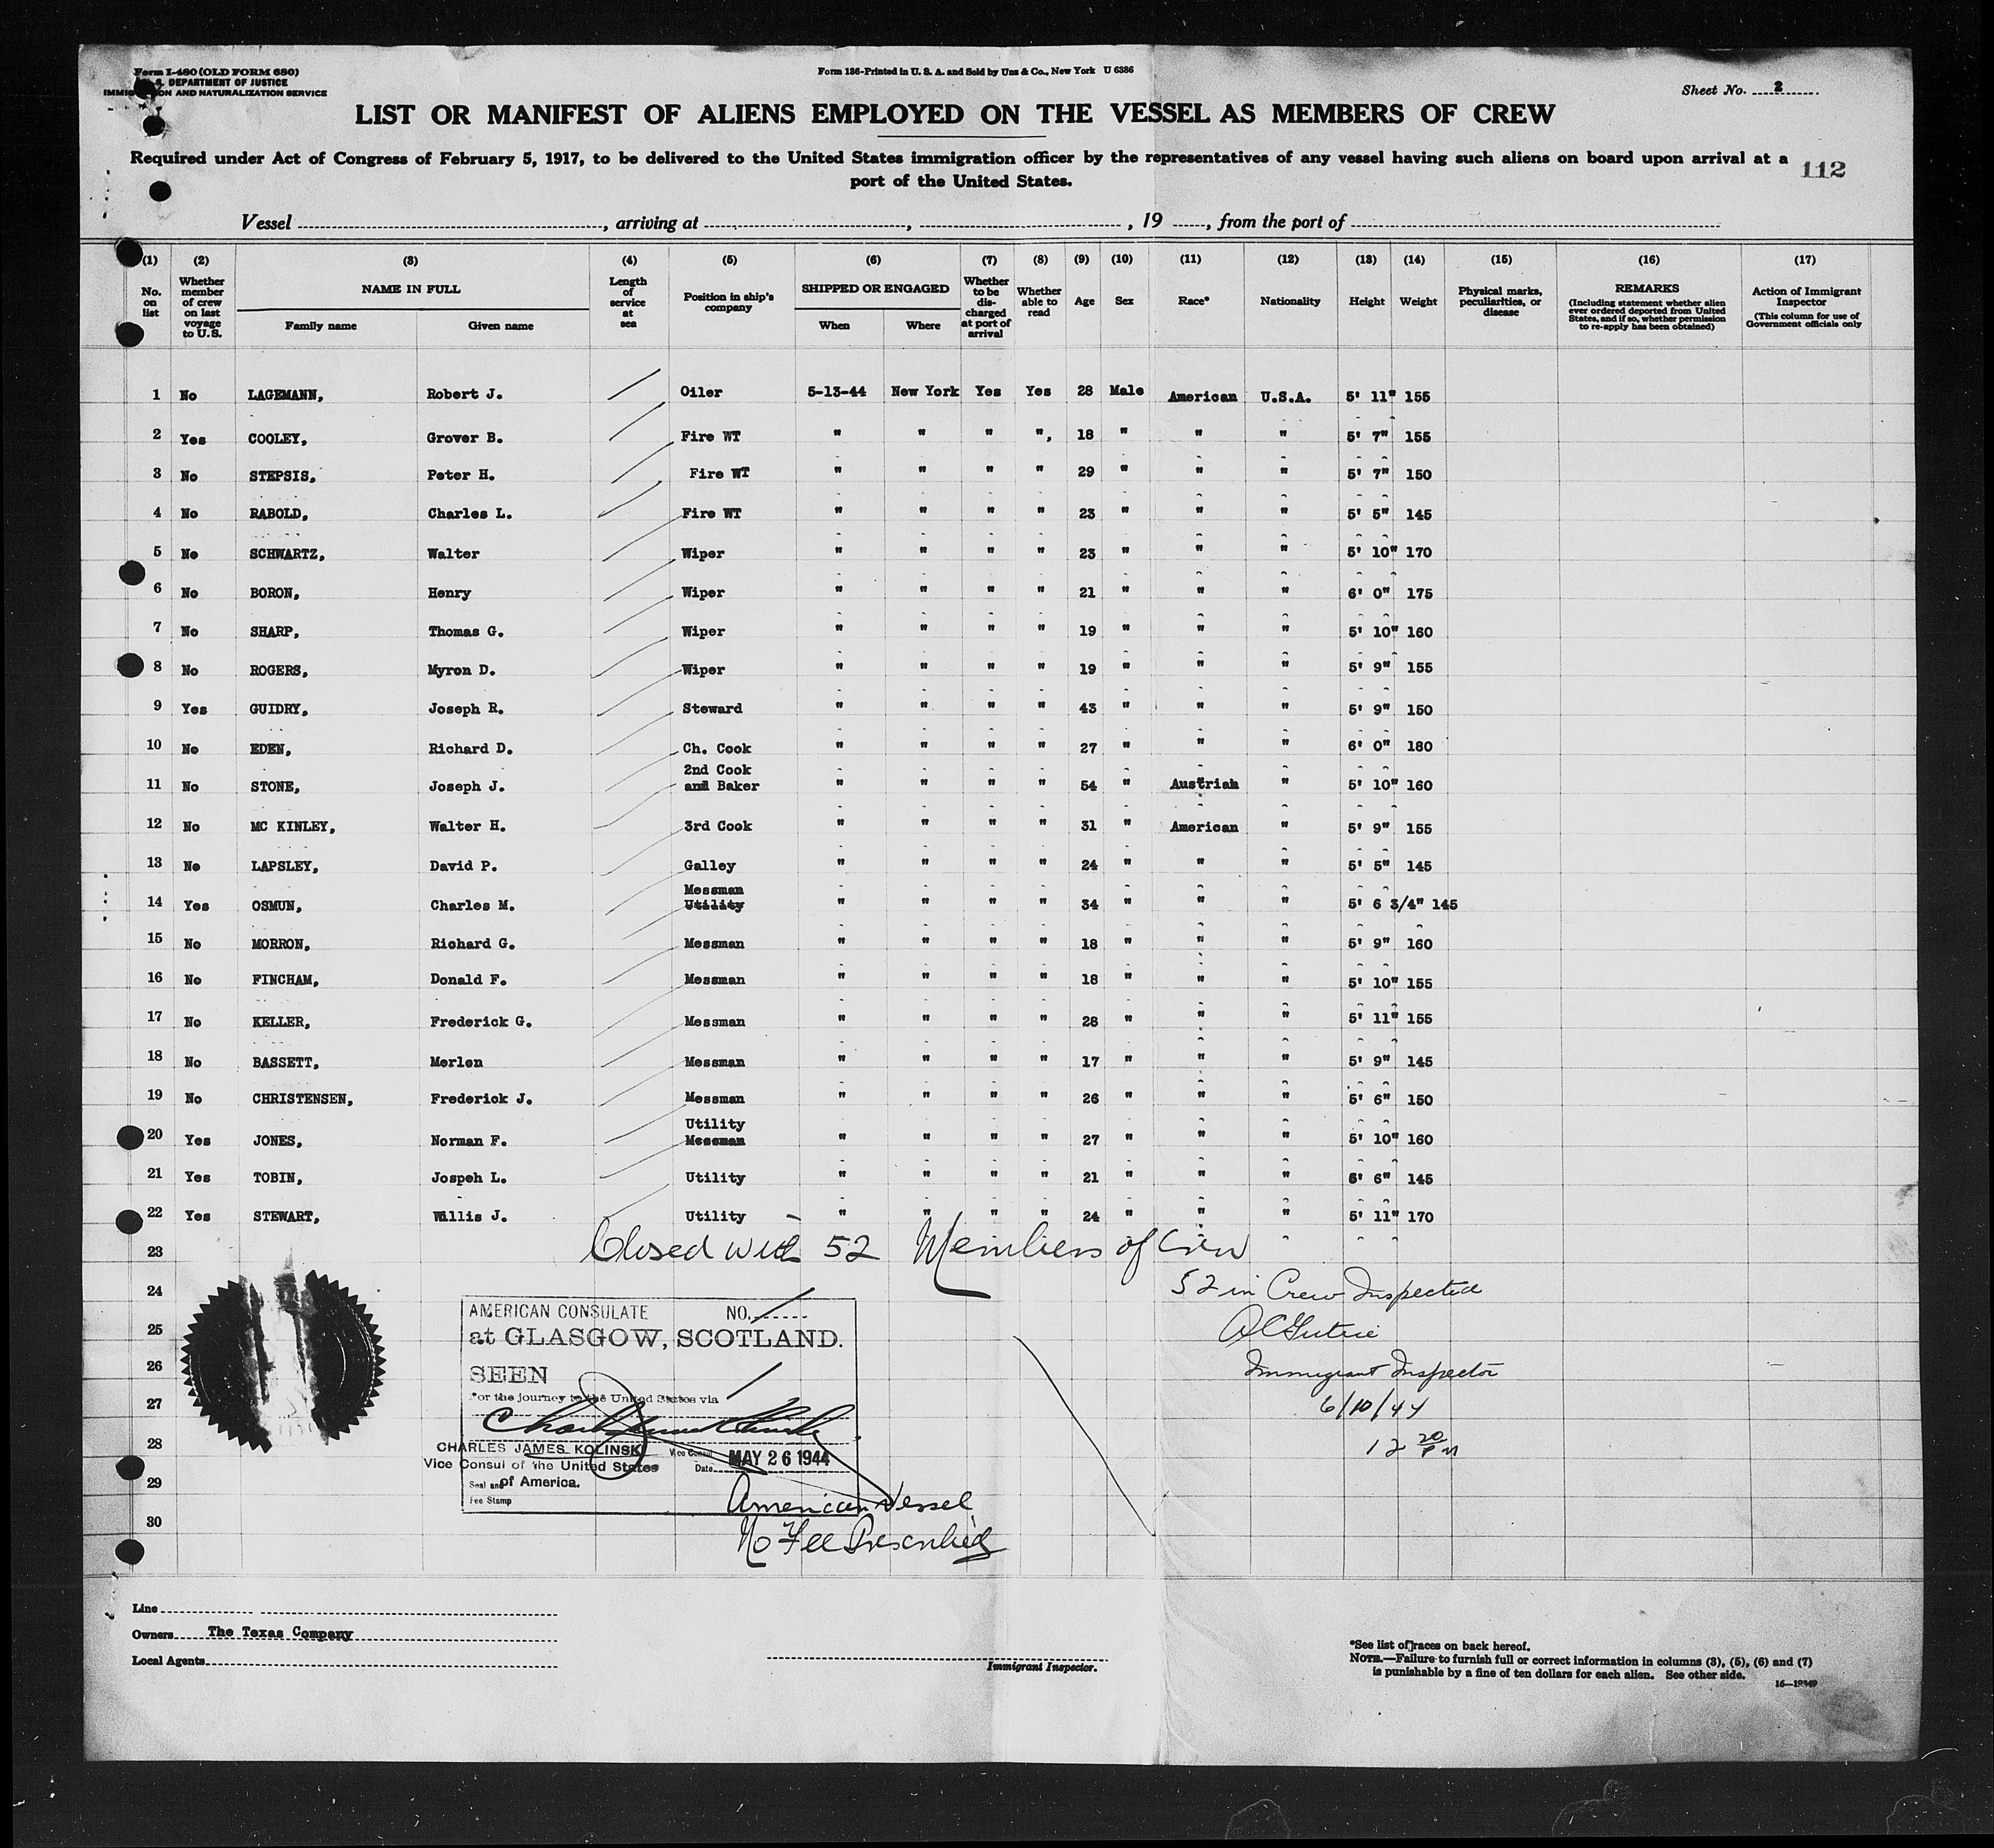 Form I-480 (OLD FORM 680)
U. S. DEPARTMENT OF JUSTICE
IMMIGRATION AND NATURALIZATION SERVICE
Form 186-Printed in U. S. A. and Sold by Unz & Co., New York U 6386
Sheet No. 2
LIST OR MANIFEST OF ALIENS EMPLOYED ON THE VESSEL AS MEMBERS OF CREW
Required under Act of Congress of February 5, 1917, to be delivered to the United States immigration officer by the representatives of any vessel having such aliens on board upon arrival at a
port of the United States.
112
Vessel , arriving at , , 19 , from the port of
(1) (2) (3) (4) (5) (6) (7) (8) (9) (10) (11) (12) (13) (14) (15) (16) (17)
No. on list
Whether member of crew on last voyage to U.S.
NAME IN FULL
Family name Given name
Length of service at sea
Position in ship's company
SHIPPED OR ENGAGED
When Where
Whether to be discharged at port of arrival
Whether able to read
Age
Sex
Race*
Nationality
Height
Weight
Physical marks, peculiarities, or disease
REMARKS
(Including statement whether alien ever ordered deported from United States, and if so, whether permission to re-apply has been obtained)
Action of Immigrant Inspector
(This column for use of Government officials only
1 No LAGEMANN, Robert J. Oiler 5-13-44 New York Yes Yes 28 Male American U.S.A. 5' 11" 155
2 Yes COOLEY, Grover B. Fire WT " " " ", 18 " " " 5' 7" 155
3 No STEPSIS, Peter H. Fire WT " " " " 29 " " " 5' 7" 150
4 No RABOLD, Charles L. Fire WT " " " " 23 " " " 5' 5" 145
5 No SCHWARTZ, Walter Wiper " " " " 23 " " " 5' 10" 170
6 No BORON, Henry Wiper " " " " 21 " " " 6' 0" 175
7 No SHARP, Thomas G. Wiper " " " " 19 " " " 5' 10" 160
8 No ROGERS, Myron D. Wiper " " " " 19 " " " 5' 9" 155
9 Yes GUIDRY, Joseph R. Steward " " " " 43 " " " 5' 9" 150
10 No EDEN, Richard D. Ch. Cook " " " " 27 " " " 6' 0" 180
11 No STONE, Joseph J. 2nd Cook and Baker " " " " 54 " Austrian " 5' 10" 160
12 No MC KINLEY, Walter H. 3rd Cook " " " " 31 " American " 5' 9" 155
13 No LAPSLEY, David P. Galley " " " " 24 " " " 5' 5" 145
14 Yes OSMUN, Charles M. Messman Utility " " " " 34 " " " 5' 6 3/4" 145
15 No MORRON, Richard G. Messman " " " " 18 " " " 5' 9" 160
16 No FINCHAM, Donald F. Messman " " " " 18 " " " 5' 10" 155
17 No KELLER, Frederick G. Messman " " " " 28 " " " 5' 11" 155
18 No BASSETT, Merlen Messman " " " " 17 " " " 5' 9" 145
19 No CHRISTENSEN, Frederick J. Messman " " " " 26 " " " 5' 6" 150
20 Yes JONES, Norman F. Utility Messman " " " " 27 " " " 5' 10" 160
21 Yes TOBIN, Jospeh L. Utility " " " " 21 " " " 5' 6" 145
22 Yes STEWART, Willis J. Utility " " " " 24 " " " 5' 11" 170
23 Closed with 52 Members of Crew
24 52 in Crew Inspected
AMERICAN CONSULATE NO.
25 at GLASGOW, SCOTLAND.
Immigrant Inspector
26 SEEN
For the journey to the United States via
27 6/10/44
28 12 20 PM
CHARLES JAMES KOLINSKI Vice Consul
Vice Consul of the United States Date MAY 26 1944
Seal and of America.
29
Fee Stamp
American Vessel
30 No Fee Prescribed
Line
Owners The Texas Company
Local Agents
Immigrant Inspector.
*See list of races on back hereof.
NOTE.—Failure to furnish full or correct information in columns (3), (5), (6) and (7)
is punishable by a fine of ten dollars for each alien. See other side.